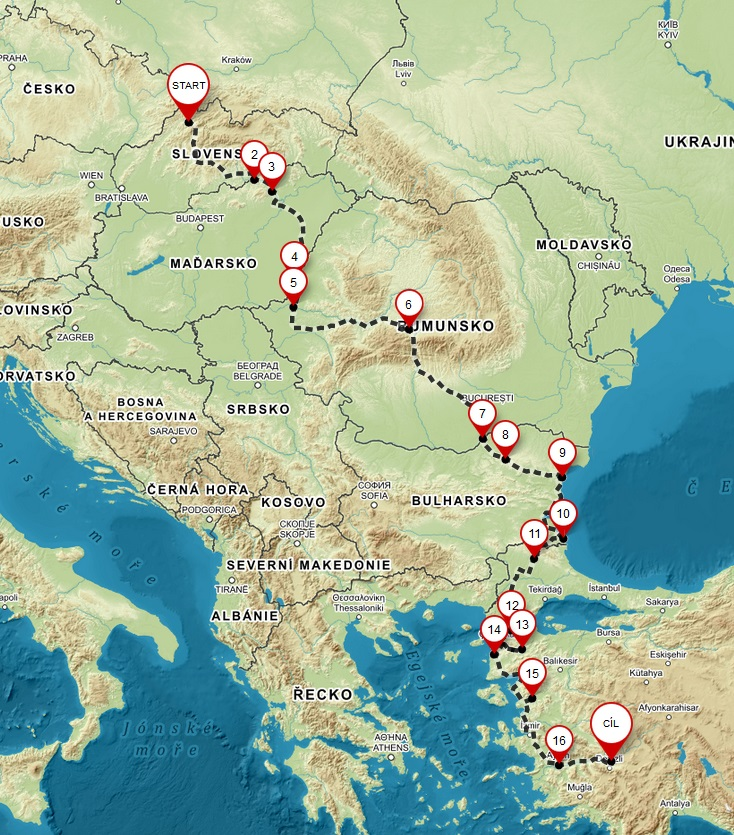 КИЇВ
KYIV
PRAHA
Kraków
Львів
Lviv
START
ČESKO
UKRAJIN
SLOVENS
2
3
WIEN
BRATISLAVA
USKO
BUDAPEST
MOLDAVSKO
CHIȘINĂU
4
MAĎARSKO
Одеса
Odesa
5
6
LOVINSKO
RUMUNSKO
ZAGREB
БЕОГРАД
BELGRADE
ORVATSKO
BOSNA
A HERCEGOVINA
SARAJEVO
SRBSKO
BUCUREȘTI
7
8
9
ČERNÁ HORA
PODGORICA
KOSOVO
СОФИЯ
SOFIA
BULHARSKO
Č E
10
СКОПЈЕ
SKOPJE
11
SEVERNÍ MAKEDONIE
TIRANË
Tekirdağ
İstanbul
Sakarya
apoli
ALBÁNIE
Θεσσαλονίκη
Thessaloniki
12
13
14
Bursa
Balıkesir
Eskişehir
Kütahya
15
ŘECKO
Egejské moře
Afyonkarahisar
Jónské
moře
ΑΘΗΝΑ
ATHENS
CÍL
16
Muğla
Antalya